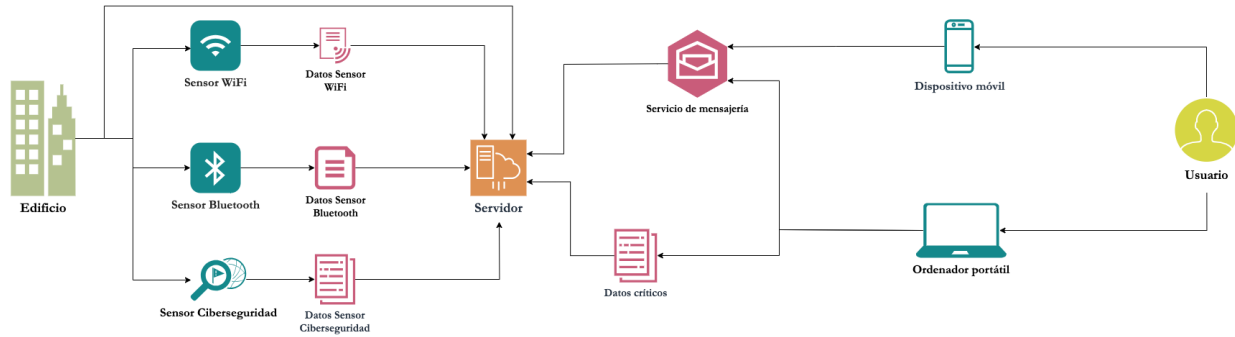 Sensor WiFi
Datos Sensor
WiFi
Servicio de mensajería
Dispositivo móvil
Edificio
Sensor Bluetooth
Datos Sensor
Bluetooth
Servidor
Usuario
Ordenador portátil
Datos críticos
Sensor Ciberseguridad
Datos Sensor
Ciberseguridad